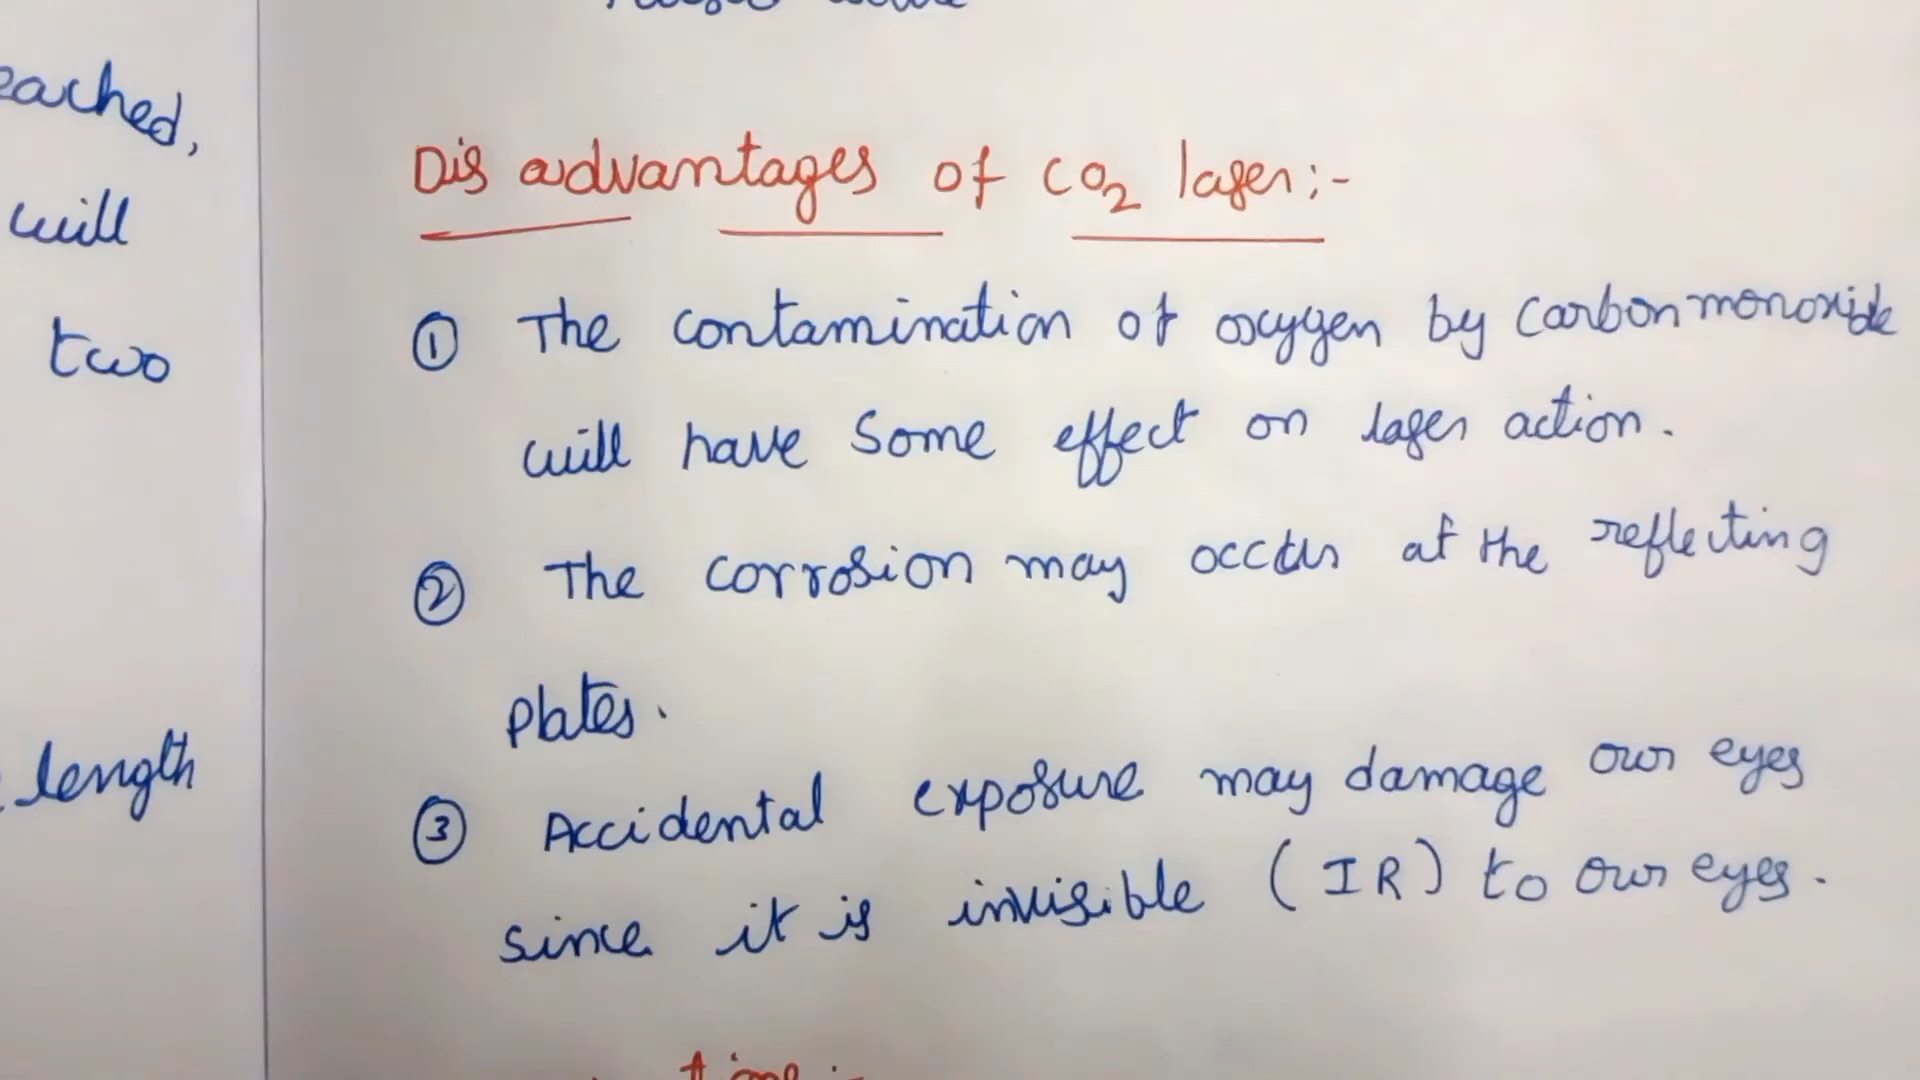 eached,
will
two
length
Dis advantages of CO2 laser:-
① The contamination of oxygen by Carbon monoxide
will have Some effect on laser action.
② The corrosion may occur at the reflecting
Plates.
③ Accidental exposure may damage our eyes
since it is invisible (IR) to our eyes.